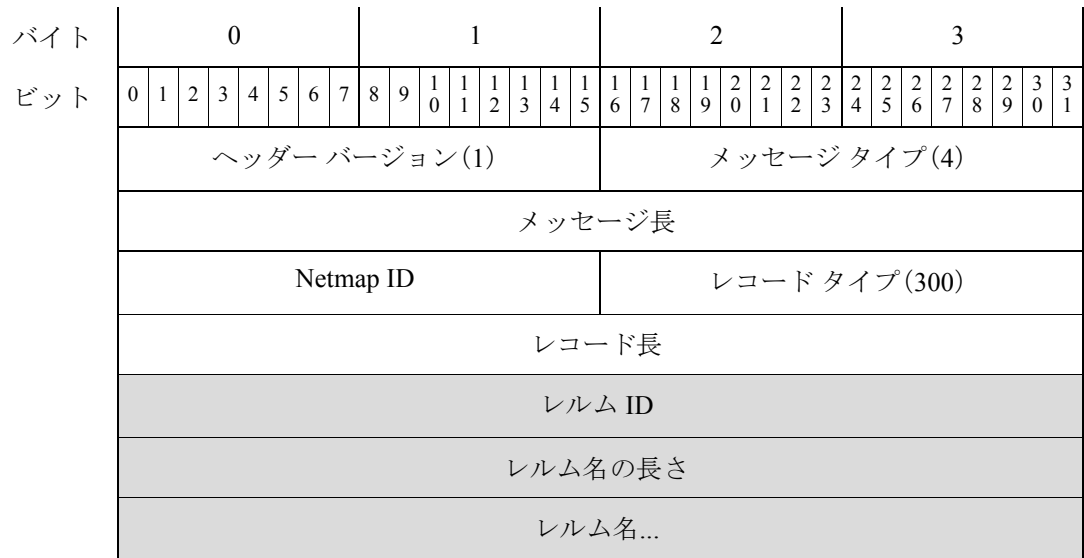 バイト 0 1 2 3
ビット 0 1 2 3 4 5 6 7 8 9 10 11 12 13 14 15 16 17 18 19 20 21 22 23 24 25 26 27 28 29 30 31
ヘッダー バージョン(1) メッセージ タイプ(4)
メッセージ長
Netmap ID レコード タイプ(300)
レコード長
レルム ID
レルム名の長さ
レルム名...